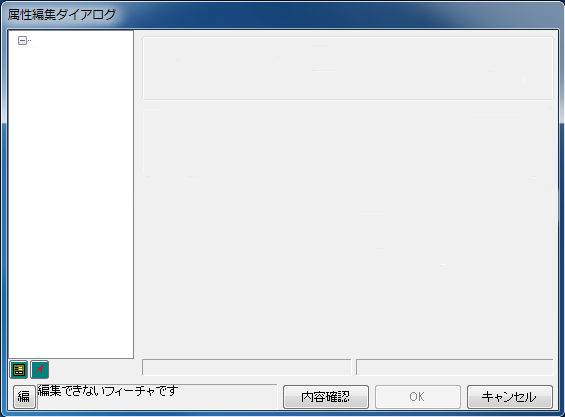 属性編集ダイアログ
編
編集できないフィーチャです
内容確認
OK
キャンセル